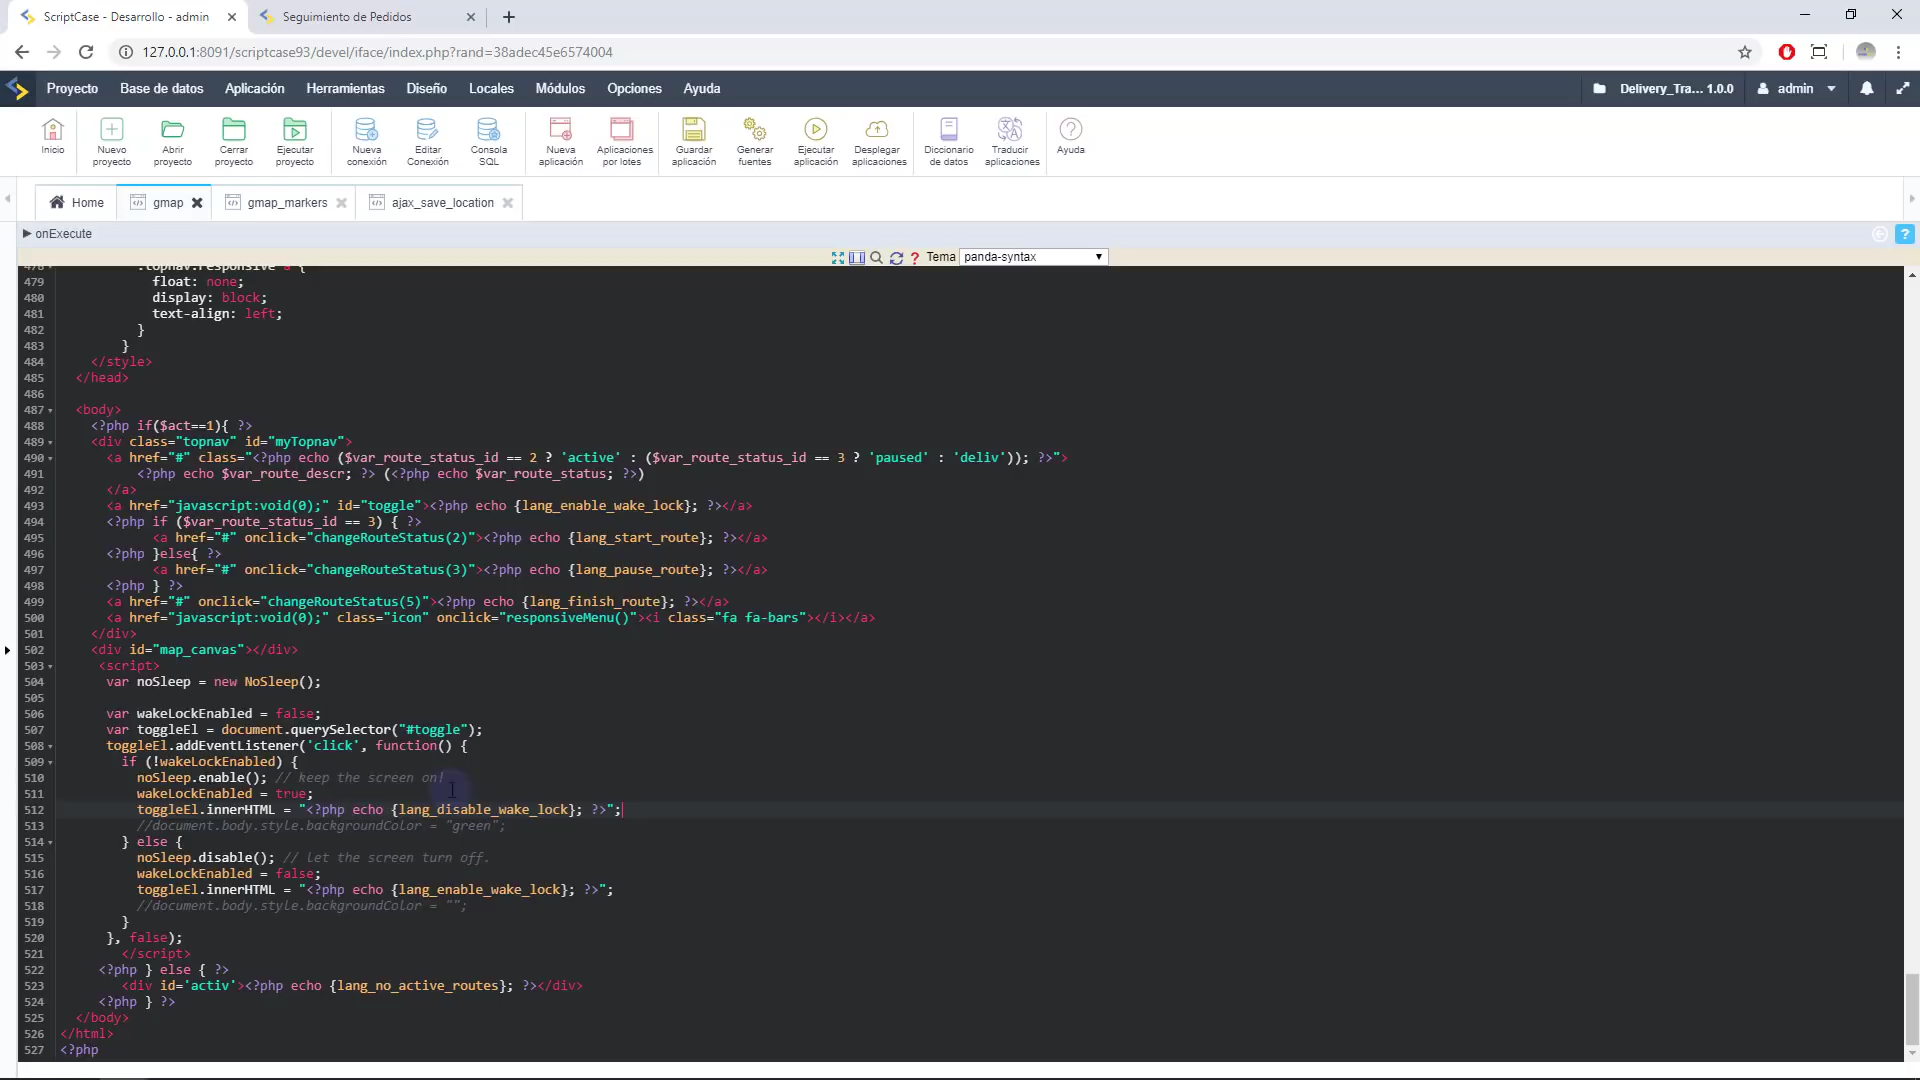 ScriptCase - Desarrollo - admin
Seguimiento de Pedidos
127.0.0.1:8091/scriptcase93/devel/iface/index.php?rand=38adec45e6574004
Proyecto Base de datos Aplicación Herramientas Diseño Locales Módulos Opciones Ayuda
Delivery_Tra... 1.0.0 admin
Inicio
Nuevo proyecto
Abrir proyecto
Cerrar proyecto
Ejecutar proyecto
Nueva conexión
Editar Conexión
Consola SQL
Nueva aplicación
Aplicaciones por lotes
Guardar aplicación
Generar fuentes
Ejecutar aplicación
Desplegar aplicaciones
Diccionario de datos
Traducir aplicaciones
Ayuda
Home gmap gmap_markers ajax_save_location
onExecute
Tema panda-syntax
478 .topnav.responsive a {
479 float: none;
480 display: block;
481 text-align: left;
482 }
483 }
484 </style>
485 </head>
486
487 <body>
488 <?php if($act==1){ ?>
489 <div class="topnav" id="myTopnav">
490 <a href="#" class="<?php echo ($var_route_status_id == 2 ? 'active' : ($var_route_status_id == 3 ? 'paused' : 'deliv')); ?>">
491 <?php echo $var_route_descr; ?> (<?php echo $var_route_status; ?>)
492 </a>
493 <a href="javascript:void(0);" id="toggle"><?php echo {lang_enable_wake_lock}; ?></a>
494 <?php if ($var_route_status_id == 3) { ?>
495 <a href="#" onclick="changeRouteStatus(2)"><?php echo {lang_start_route}; ?></a>
496 <?php }else{ ?>
497 <a href="#" onclick="changeRouteStatus(3)"><?php echo {lang_pause_route}; ?></a>
498 <?php } ?>
499 <a href="#" onclick="changeRouteStatus(5)"><?php echo {lang_finish_route}; ?></a>
500 <a href="javascript:void(0);" class="icon" onclick="responsiveMenu()"><i class="fa fa-bars"></i></a>
501 </div>
502 <div id="map_canvas"></div>
503 <script>
504 var noSleep = new NoSleep();
505
506 var wakeLockEnabled = false;
507 var toggleEl = document.querySelector("#toggle");
508 toggleEl.addEventListener('click', function() {
509 if (!wakeLockEnabled) {
510 noSleep.enable(); // keep the screen on!
511 wakeLockEnabled = true;
512 toggleEl.innerHTML = "<?php echo {lang_disable_wake_lock}; ?>";
513 //document.body.style.backgroundColor = "green";
514 } else {
515 noSleep.disable(); // let the screen turn off.
516 wakeLockEnabled = false;
517 toggleEl.innerHTML = "<?php echo {lang_enable_wake_lock}; ?>";
518 //document.body.style.backgroundColor = "";
519 }
520 }, false);
521 </script>
522 <?php } else { ?>
523 <div id='activ'><?php echo {lang_no_active_routes}; ?></div>
524 <?php } ?>
525 </body>
526 </html>
527 <?php